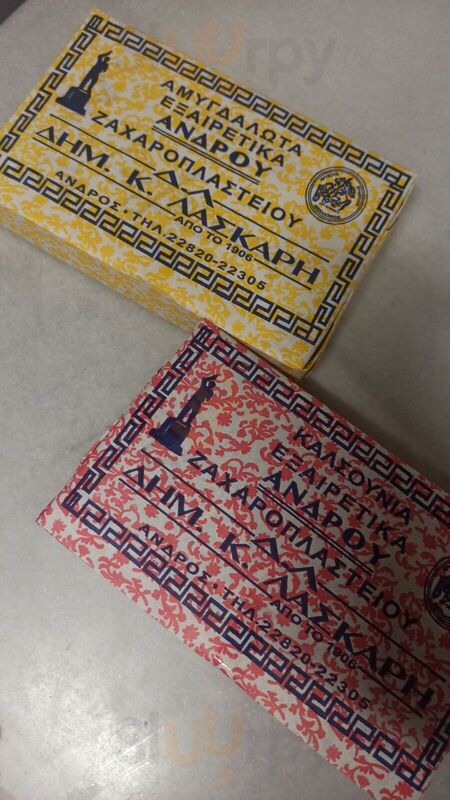 ΑΜΥΓΔΑΛΩΤΑ
ΕΞΑΙΡΕΤΙΚΑ
ΑΝΔΡΟΥ
ΖΑΧΑΡΟΠΛΑΣΤΕΙΟΥ
ΔΗΜ. Κ. ΛΑΣΚΑΡΗ
ΑΠΟ ΤΟ 1906
ΑΝΔΡΟΣ • ΤΗΛ. 22820-22305
ΚΑΛΣΟΥΝΙΑ
ΕΞΑΙΡΕΤΙΚΑ
ΑΝΔΡΟΥ
ΖΑΧΑΡΟΠΛΑΣΤΕΙΟΥ
ΔΗΜ. Κ. ΛΑΣΚΑΡΗ
ΑΠΟ ΤΟ 1906
ΑΝΔΡΟΣ • ΤΗΛ. 22820-22305